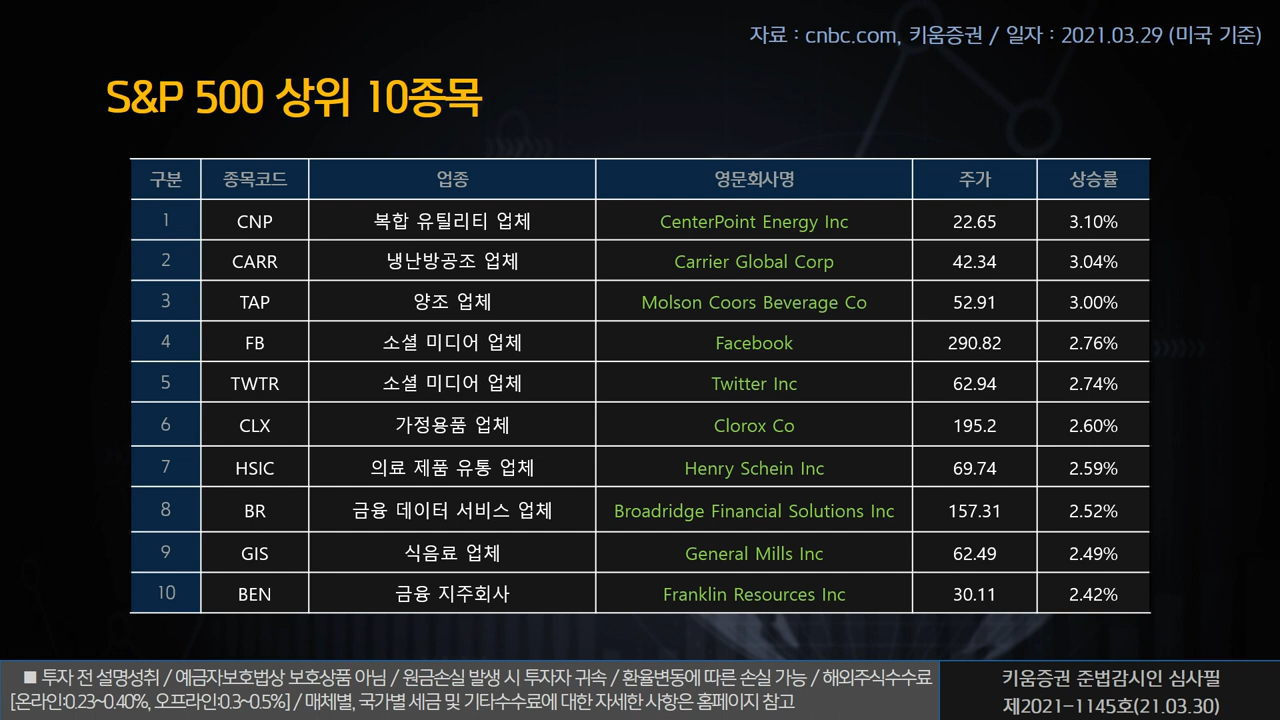 자료 : cnbc.com, 키움증권 / 일자 : 2021.03.29 (미국 기준)
S&P 500 상위 10종목
구분 종목코드 업종 영문회사명 주가 상승률
1 CNP 복합 유틸리티 업체 CenterPoint Energy Inc 22.65 3.10%
2 CARR 냉난방공조 업체 Carrier Global Corp 42.34 3.04%
3 TAP 양조 업체 Molson Coors Beverage Co 52.91 3.00%
4 FB 소셜 미디어 업체 Facebook 290.82 2.76%
5 TWTR 소셜 미디어 업체 Twitter Inc 62.94 2.74%
6 CLX 가정용품 업체 Clorox Co 195.2 2.60%
7 HSIC 의료 제품 유통 업체 Henry Schein Inc 69.74 2.59%
8 BR 금융 데이터 서비스 업체 Broadridge Financial Solutions Inc 157.31 2.52%
9 GIS 식음료 업체 General Mills Inc 62.49 2.49%
10 BEN 금융 지주회사 Franklin Resources Inc 30.11 2.42%
■ 투자 전 설명청취 / 예금자보호법상 보호상품 아님 / 원금손실 발생 시 투자자 귀속 / 환율변동에 따른 손실 가능 / 해외주식수수료
[온라인:0.23~0.40%, 오프라인:0.3~0.5%] / 매체별, 국가별 세금 및 기타수수료에 대한 자세한 사항은 홈페이지 참고
키움증권 준법감시인 심사필
제2021-1145호(21.03.30)